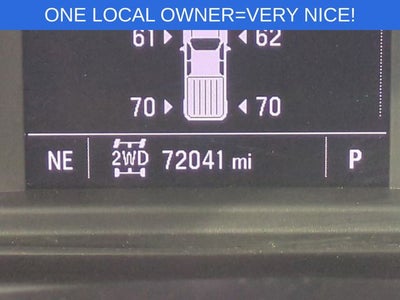 ONE LOCAL OWNER=VERY NICE!
61 62
70 70
NE 2WD 72041 mi P